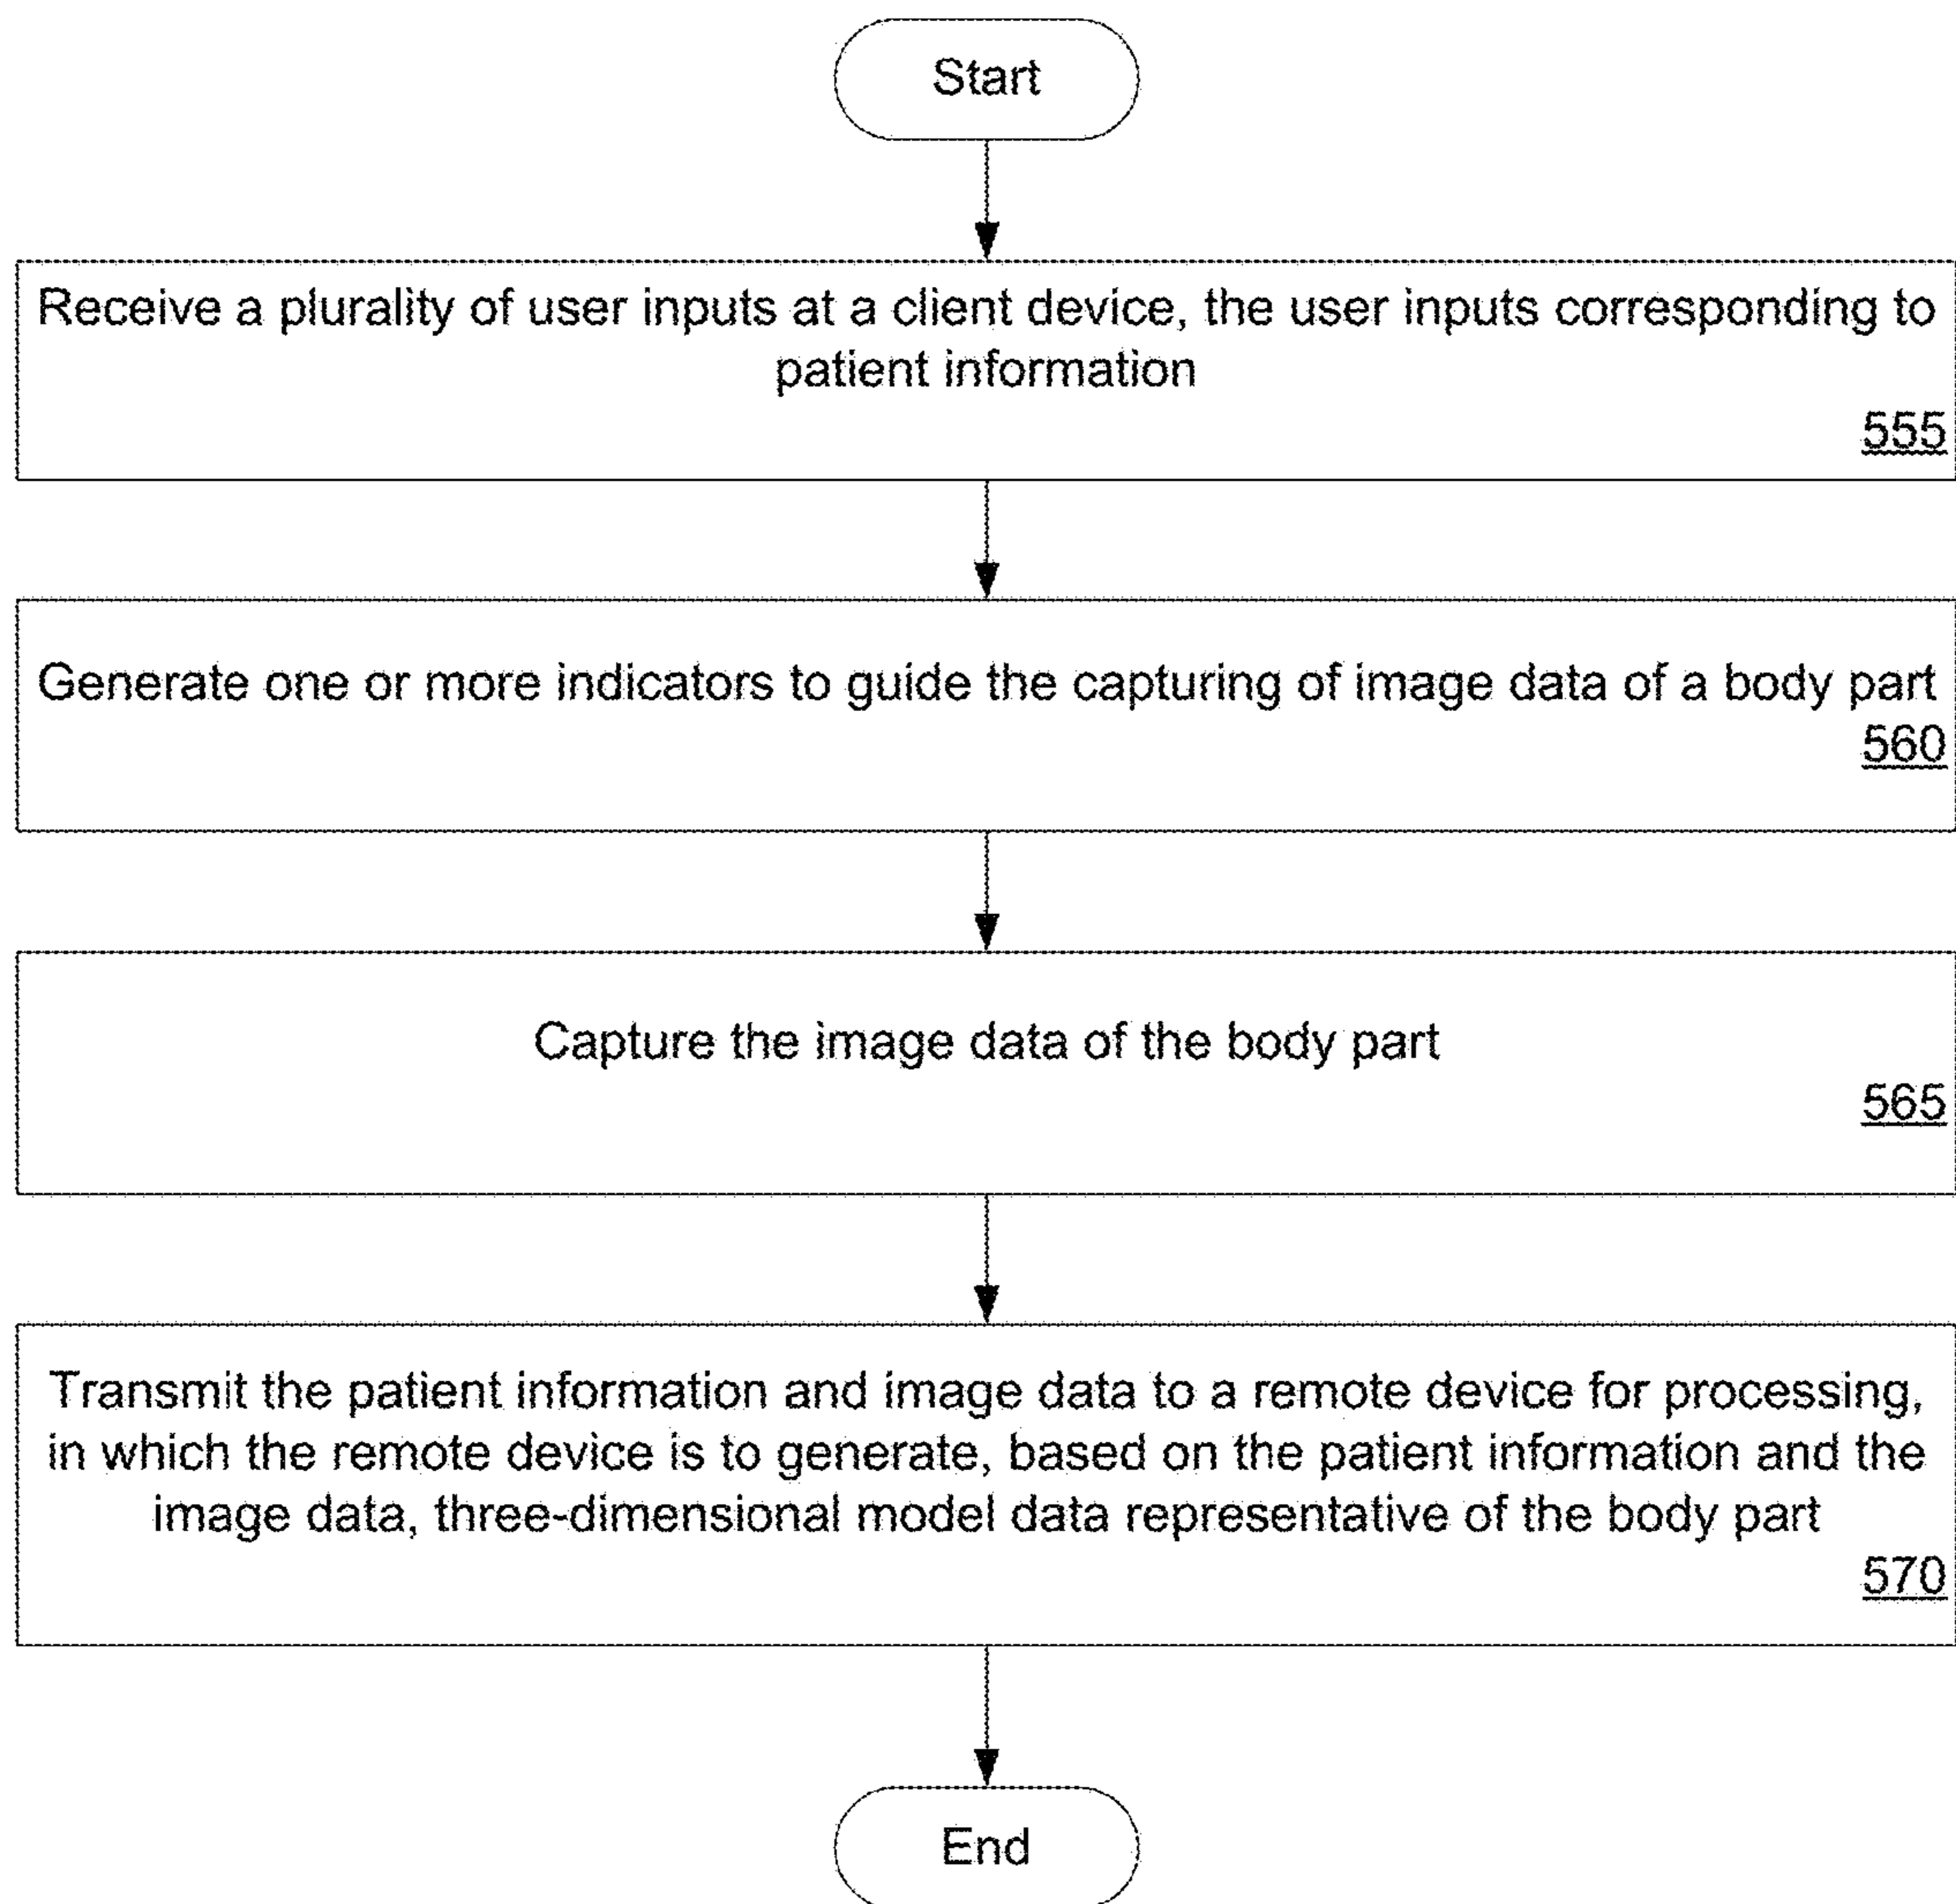 Start
Receive a plurality of user inputs at a client device, the user inputs corresponding to
patient information
555
Generate one or more indicators to guide the capturing of image data of a body part
560
Capture the image data of the body part
565
Transmit the patient information and image data to a remote device for processing,
in which the remote device is to generate, based on the patient information and the
image data, three-dimensional model data representative of the body part
570
End